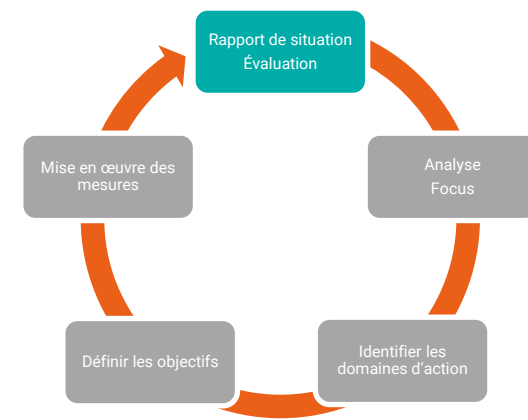 Rapport de situation
Évaluation
Analyse
Focus
Identifier les
domaines d'action
Définir les objectifs
Mise en œuvre des
mesures